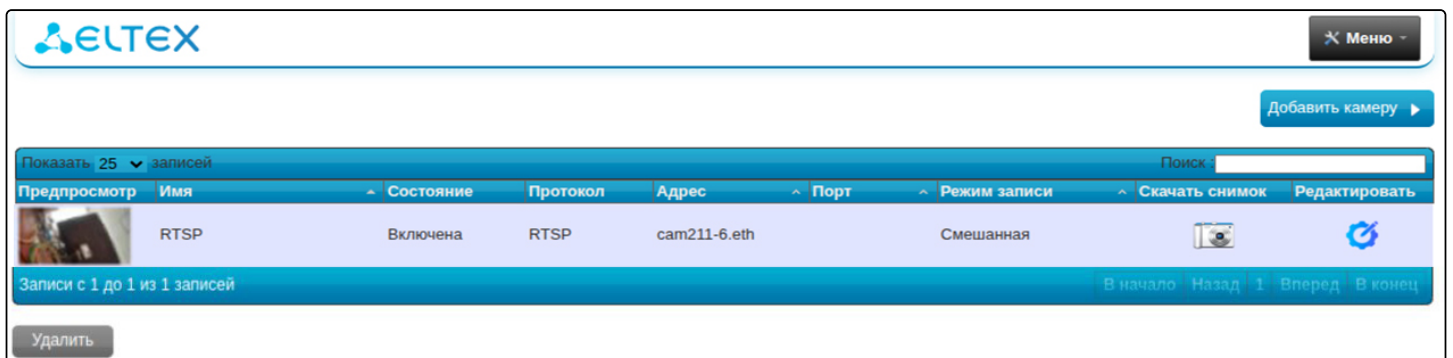 ELTEX
Меню
Добавить камеру
Показать 25 записей Поиск :
Предпросмотр Имя Состояние Протокол Адрес Порт Режим записи Скачать снимок Редактировать
RTSP Включена RTSP cam211-6.eth Смешанная
Записи с 1 до 1 из 1 записей В начало Назад 1 Вперед В конец
Удалить